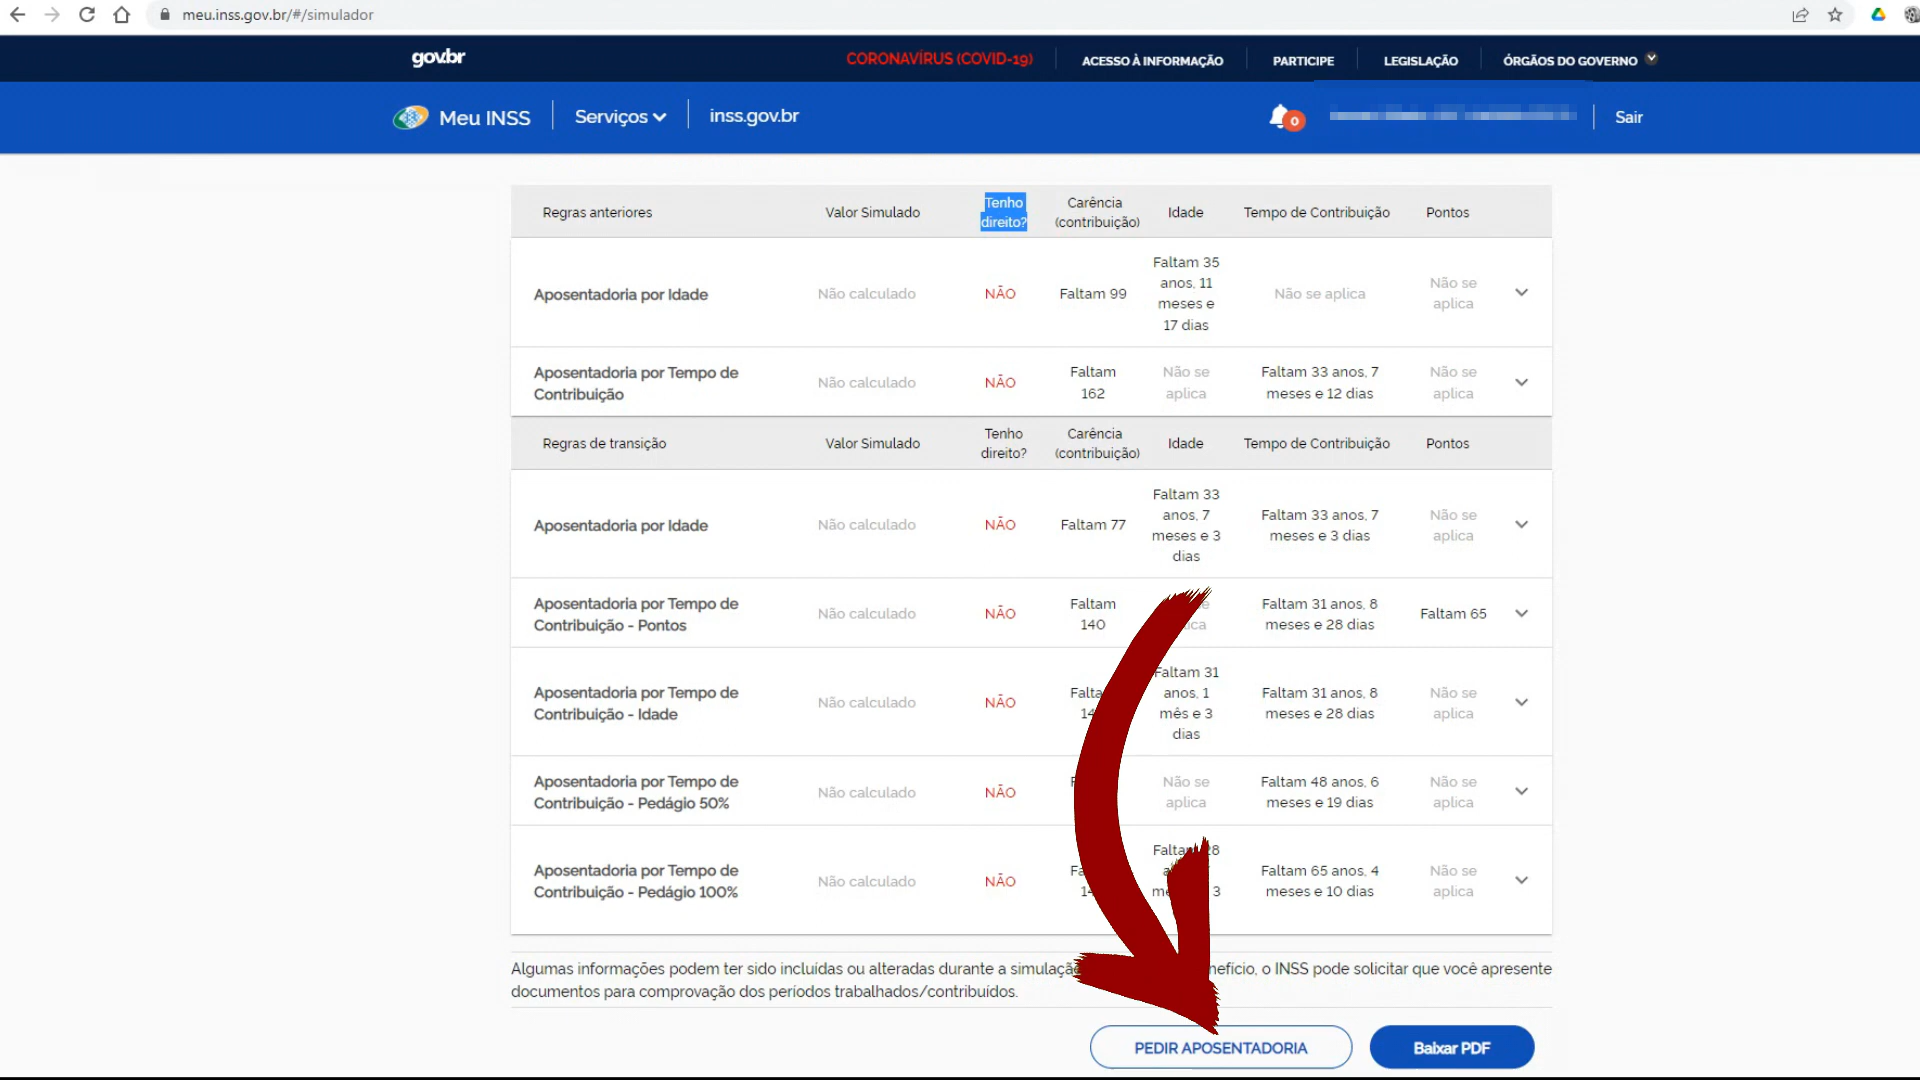 meu.inss.gov.br/#/simulador
gov.br
CORONAVÍRUS (COVID-19)
ACESSO À INFORMAÇÃO
PARTICIPE
LEGISLAÇÃO
ÓRGÃOS DO GOVERNO
Meu INSS
Serviços
inss.gov.br
0
Sair
Regras anteriores
Valor Simulado
Tenho
direito?
Carência
(contribuição)
Idade
Tempo de Contribuição
Pontos
Aposentadoria por Idade
Não calculado
NÃO
Faltam 99
Faltam 35
anos, 11
meses e
17 dias
Não se aplica
Não se
aplica
Aposentadoria por Tempo de
Contribuição
Não calculado
NÃO
Faltam
162
Não se
aplica
Faltam 33 anos, 7
meses e 12 dias
Não se
aplica
Regras de transição
Valor Simulado
Tenho
direito?
Carência
(contribuição)
Idade
Tempo de Contribuição
Pontos
Aposentadoria por Idade
Não calculado
NÃO
Faltam 77
Faltam 33
anos, 7
meses e 3
dias
Faltam 33 anos, 7
meses e 3 dias
Não se
aplica
Aposentadoria por Tempo de
Contribuição - Pontos
Não calculado
NÃO
Faltam
140
Faltam 31 anos, 8
meses e 28 dias
Faltam 65
Aposentadoria por Tempo de
Contribuição - Idade
Não calculado
NÃO
Faltam 31
anos, 1
mês e 3
dias
Faltam 31 anos, 8
meses e 28 dias
Não se
aplica
Aposentadoria por Tempo de
Contribuição - Pedágio 50%
Não calculado
NÃO
Não se
aplica
Faltam 48 anos, 6
meses e 19 dias
Não se
aplica
Aposentadoria por Tempo de
Contribuição - Pedágio 100%
Não calculado
NÃO
Faltam 65 anos, 4
meses e 10 dias
Não se
aplica
Algumas informações podem ter sido incluídas ou alteradas durante a simulação o INSS pode solicitar que você apresente
documentos para comprovação dos períodos trabalhados/contribuídos.
PEDIR APOSENTADORIA
Baixar PDF